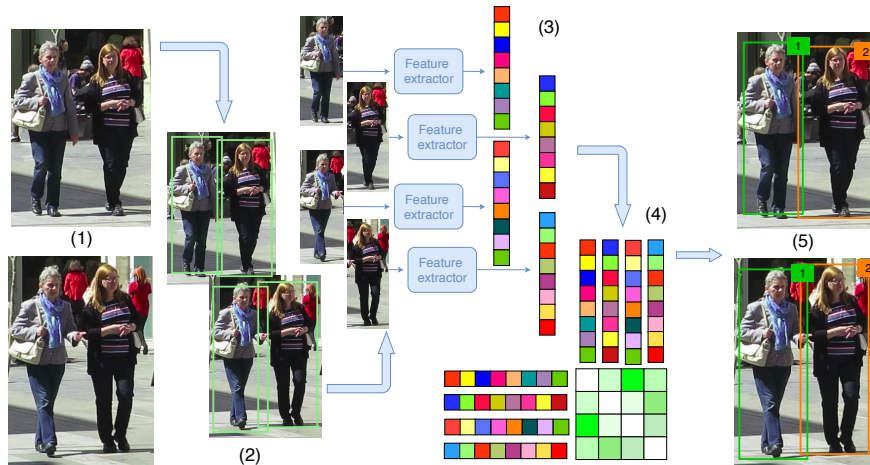 (1)
(2)
(3)
(4)
(5)
Feature
extractor
Feature
extractor
Feature
extractor
Feature
extractor
1
2
1
2